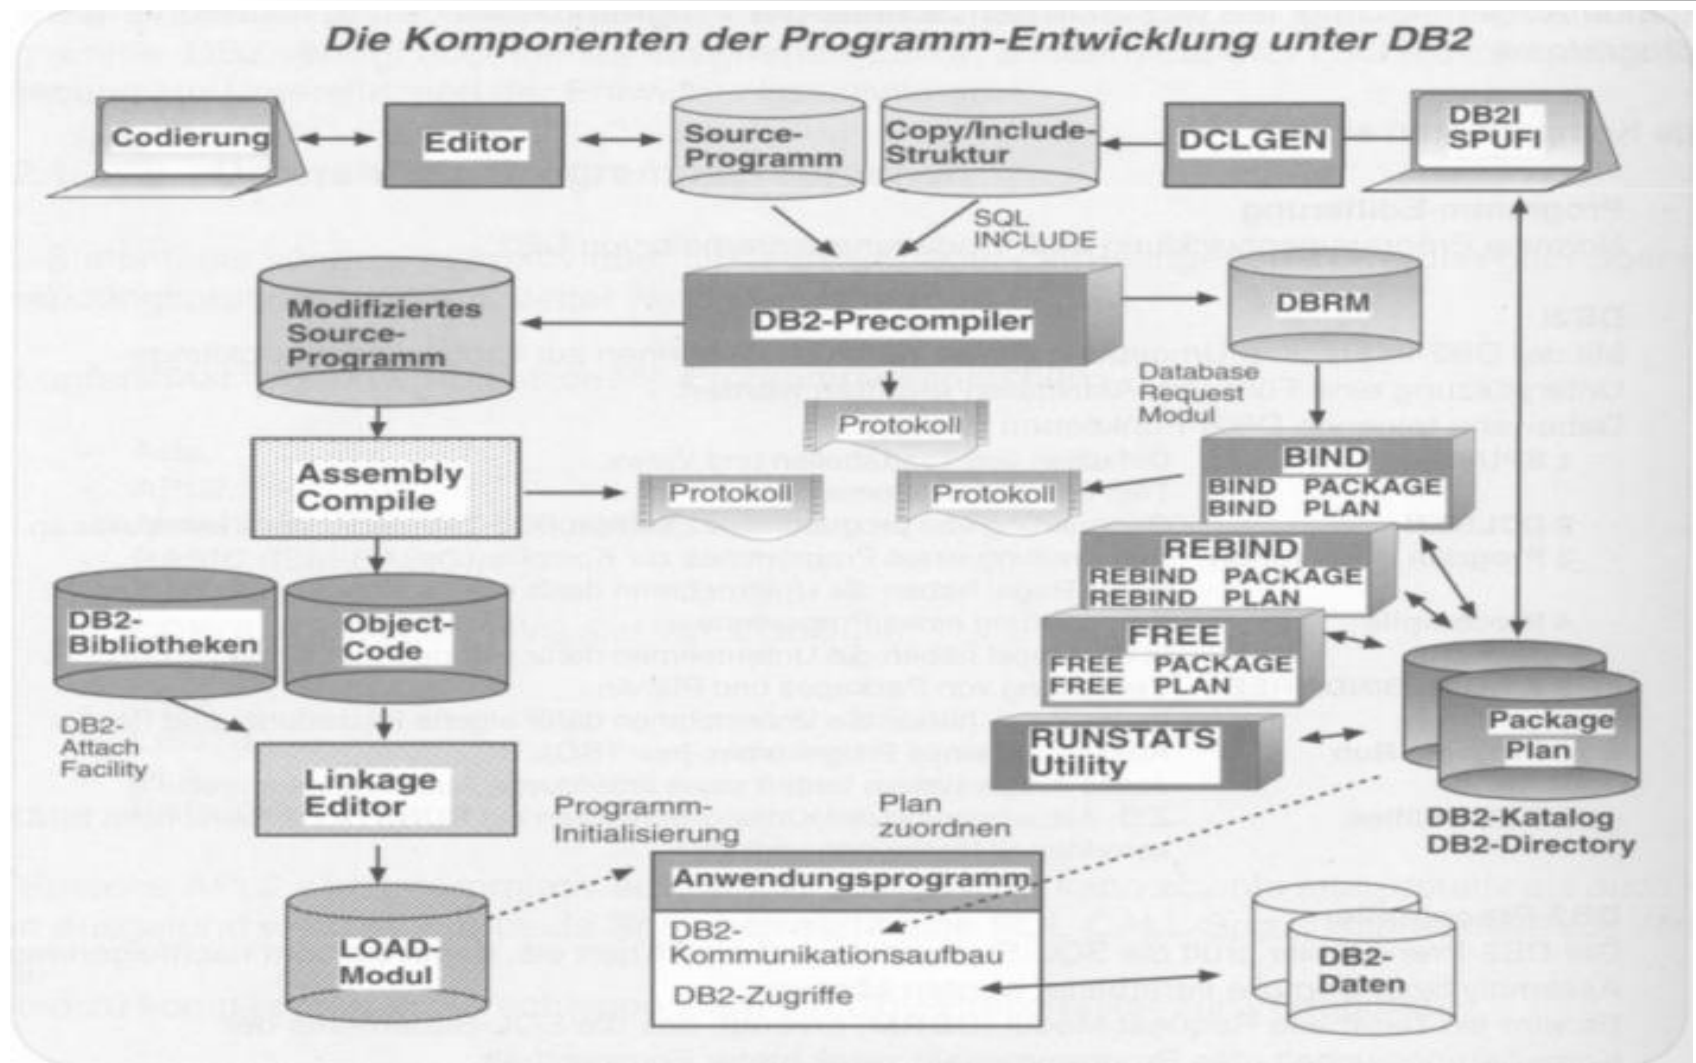 Die Komponenten der Programm-Entwicklung unter DB2
Codierung
Editor
Source-
Programm
Copy/Include-
Struktur
DCLGEN
DB2I
SPUFI
SQL
INCLUDE
Modifiziertes
Source-
Programm
DB2-Precompiler
DBRM
Database
Request
Modul
Protokoll
Assembly
Compile
Protokoll
Protokoll
BIND
BIND PACKAGE
BIND PLAN
REBIND
REBIND PACKAGE
REBIND PLAN
FREE
FREE PACKAGE
FREE PLAN
DB2-
Bibliotheken
Object-
Code
DB2-
Attach
Facility
Linkage
Editor
RUNSTATS
Utility
Package
Plan
DB2-Katalog
DB2-Directory
Programm-
Initialisierung
Plan
zuordnen
LOAD-
Modul
Anwendungsprogramm
DB2-
Kommunikationsaufbau
DB2-Zugriffe
DB2-
Daten